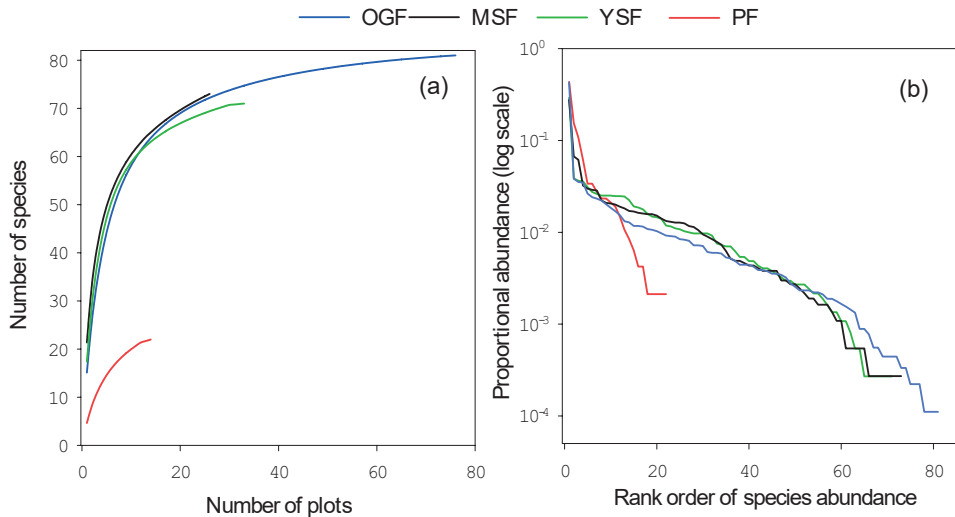 OGF MSF YSF PF
(a)
Number of species
80
70
60
50
40
30
20
10
0
0 20 40 60 80
Number of plots
(b)
Proportional abundance (log scale)
10^0
10^-1
10^-2
10^-3
10^-4
0 20 40 60 80
Rank order of species abundance